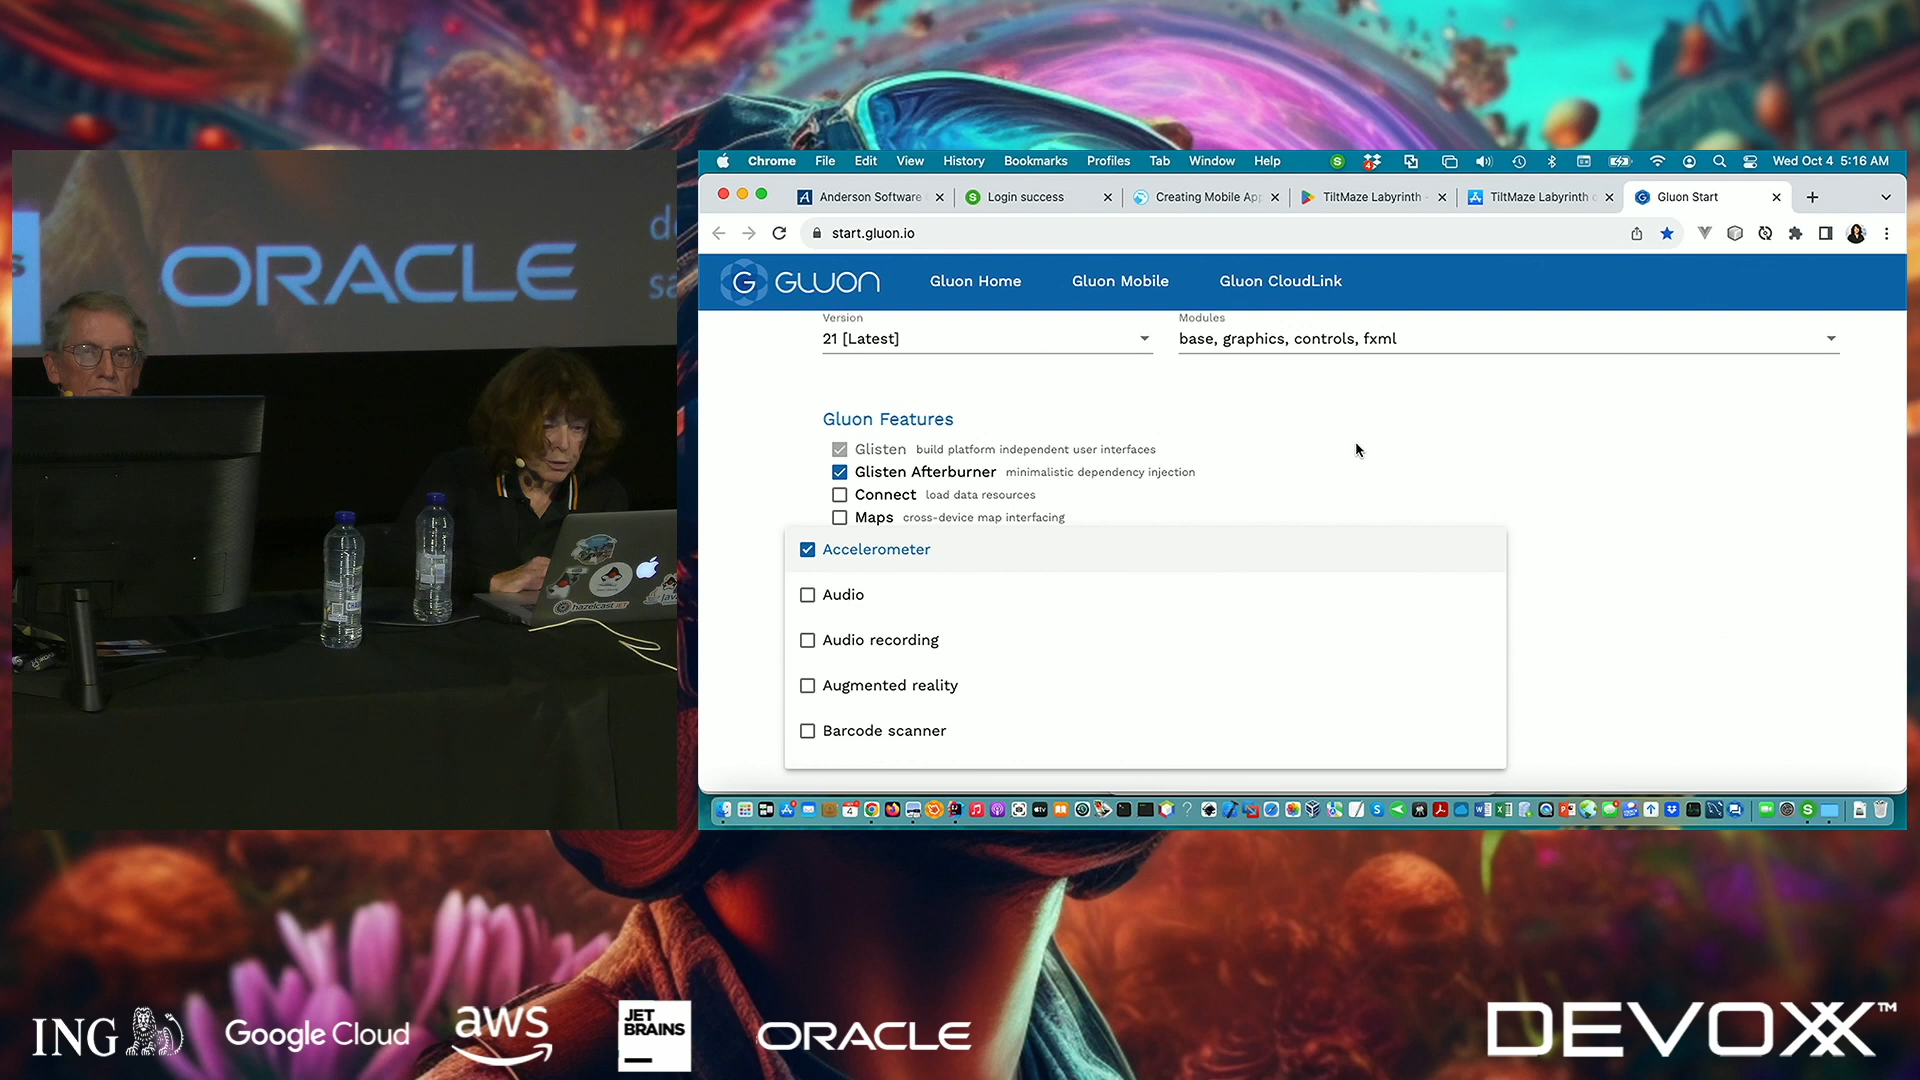 ORACLE
Chrome File Edit View History Bookmarks Profiles Tab Window Help Wed Oct 4 5:16 AM
Anderson Software
Login success
Creating Mobile App
TiltMaze Labyrinth -
TiltMaze Labyrinth o
Gluon Start
start.gluon.io
GLUON
Gluon Home
Gluon Mobile
Gluon CloudLink
Version
21 [Latest]
Modules
base, graphics, controls, fxml
Gluon Features
Glisten build platform independent user interfaces
Glisten Afterburner minimalistic dependency injection
Connect load data resources
Maps cross-device map interfacing
Accelerometer
Audio
Audio recording
Augmented reality
Barcode scanner
hazelcast JET
ING
Google Cloud
aws
JET
BRAINS
ORACLE
DEVOXX™